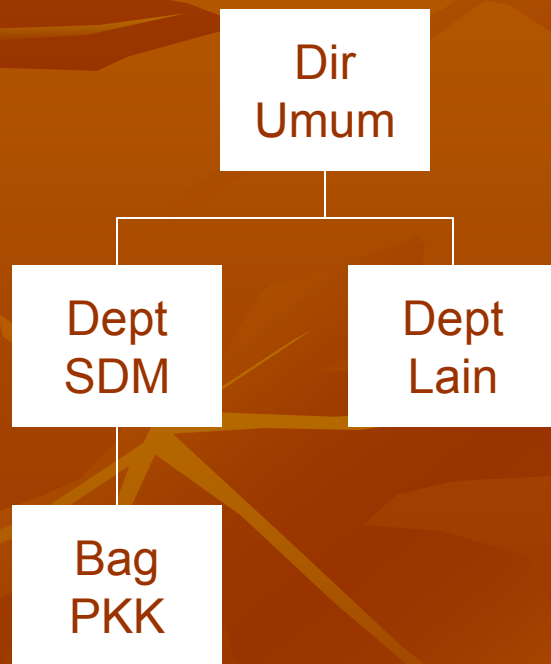 Dir
Umum
Dept
SDM
Dept
Lain
Bag
PKK